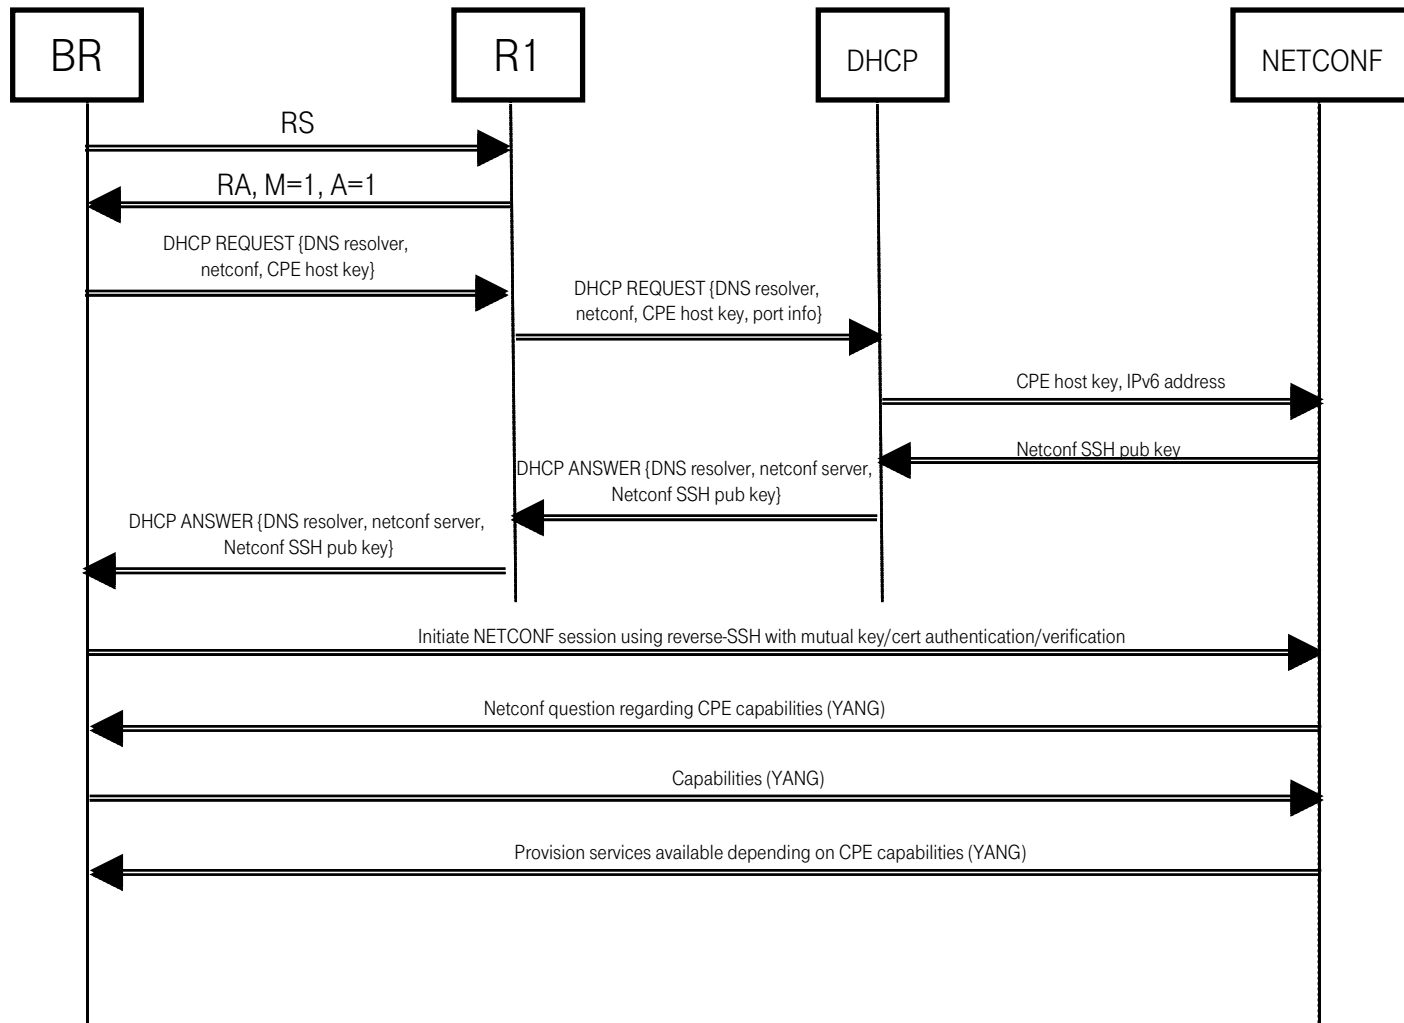 BR
R1
DHCP
NETCONF
RS
RA, M=1, A=1
DHCP REQUEST {DNS resolver,
netconf, CPE host key}
DHCP REQUEST {DNS resolver,
netconf, CPE host key, port info}
CPE host key, IPv6 address
Netconf SSH pub key
DHCP ANSWER {DNS resolver, netconf server,
Netconf SSH pub key}
DHCP ANSWER {DNS resolver, netconf server,
Netconf SSH pub key}
Initiate NETCONF session using reverse-SSH with mutual key/cert authentication/verification
Netconf question regarding CPE capabilities (YANG)
Capabilities (YANG)
Provision services available depending on CPE capabilities (YANG)